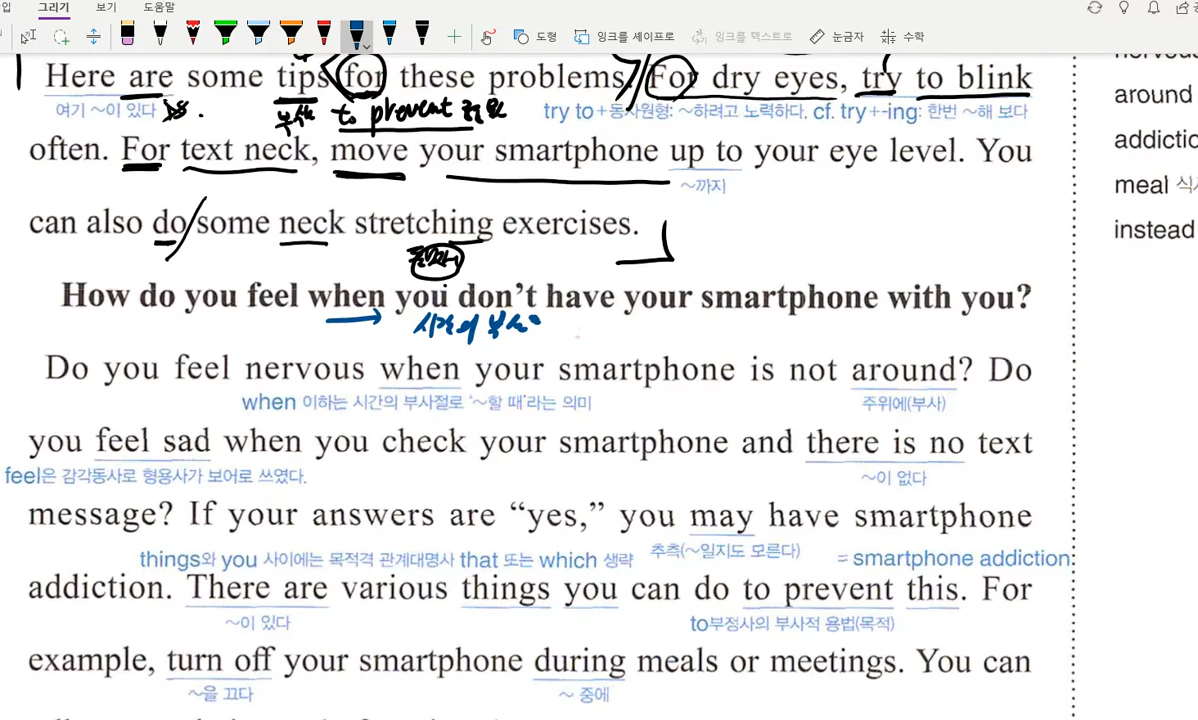 그리기 보기 도움말
도형 잉크를 셰이프로 잉크를 텍스트로 눈금자 수학
Here are some tips for these problems. For dry eyes, try to blink
여기 ~이 있다 to prevent try to+동사원형: ~하려고 노력하다. cf. try+-ing: 한번 ~해 보다
around
often. For text neck, move your smartphone up to your eye level. You
~까지
meal 식사
can also do some neck stretching exercises.
instead
How do you feel when you don't have your smartphone with you?
시간의 부사
Do you feel nervous when your smartphone is not around? Do
when 이하는 시간의 부사절로 '~할 때'라는 의미 주위에(부사)
you feel sad when you check your smartphone and there is no text
feel은 감각동사로 형용사가 보어로 쓰였다. ~이 없다
message? If your answers are “yes,” you may have smartphone
things와 you 사이에는 목적격 관계대명사 that 또는 which 생략 추측(~일지도 모른다) = smartphone addiction
addiction. There are various things you can do to prevent this. For
~이 있다 to부정사의 부사적 용법(목적)
example, turn off your smartphone during meals or meetings. You can
~을 끄다 ~ 중에